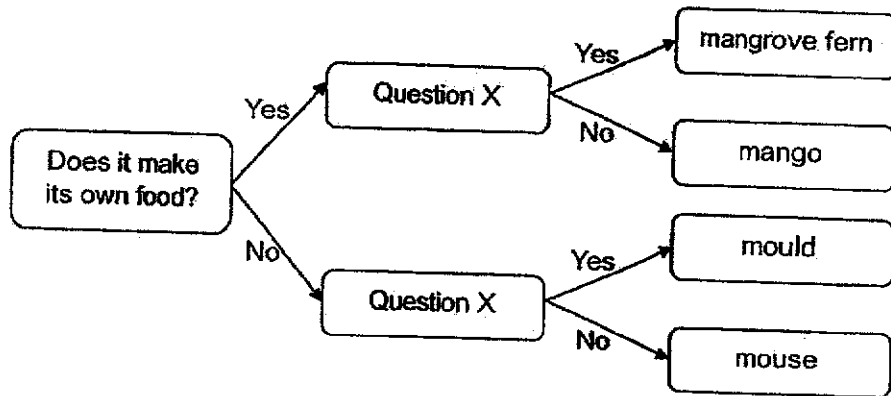 Does it make
its own food?
Yes
No
Question X
Yes
No
mangrove fern
mango
Question X
Yes
No
mould
mouse